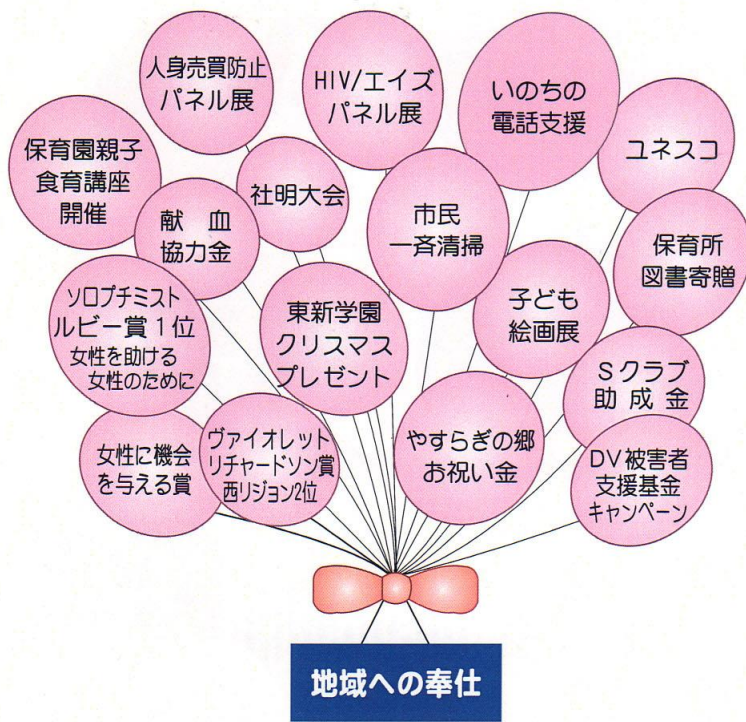 人身売買防止
パネル展
HIV/エイズ
パネル展
いのちの
電話支援
ユネスコ
保育園親子
食育講座
開催
献 血
協力金
社明大会
市民
一斉清掃
保育所
図書寄贈
ソロプチミスト
ルビー賞1位
女性を助ける
女性のために
東新学園
クリスマス
プレゼント
子ども
絵画展
Sクラブ
助 成 金
女性に機会
を与える賞
ヴァイオレット
リチャードソン賞
西リジョン2位
やすらぎの郷
お祝い金
DV被害者
支援基金
キャンペーン
地域への奉仕